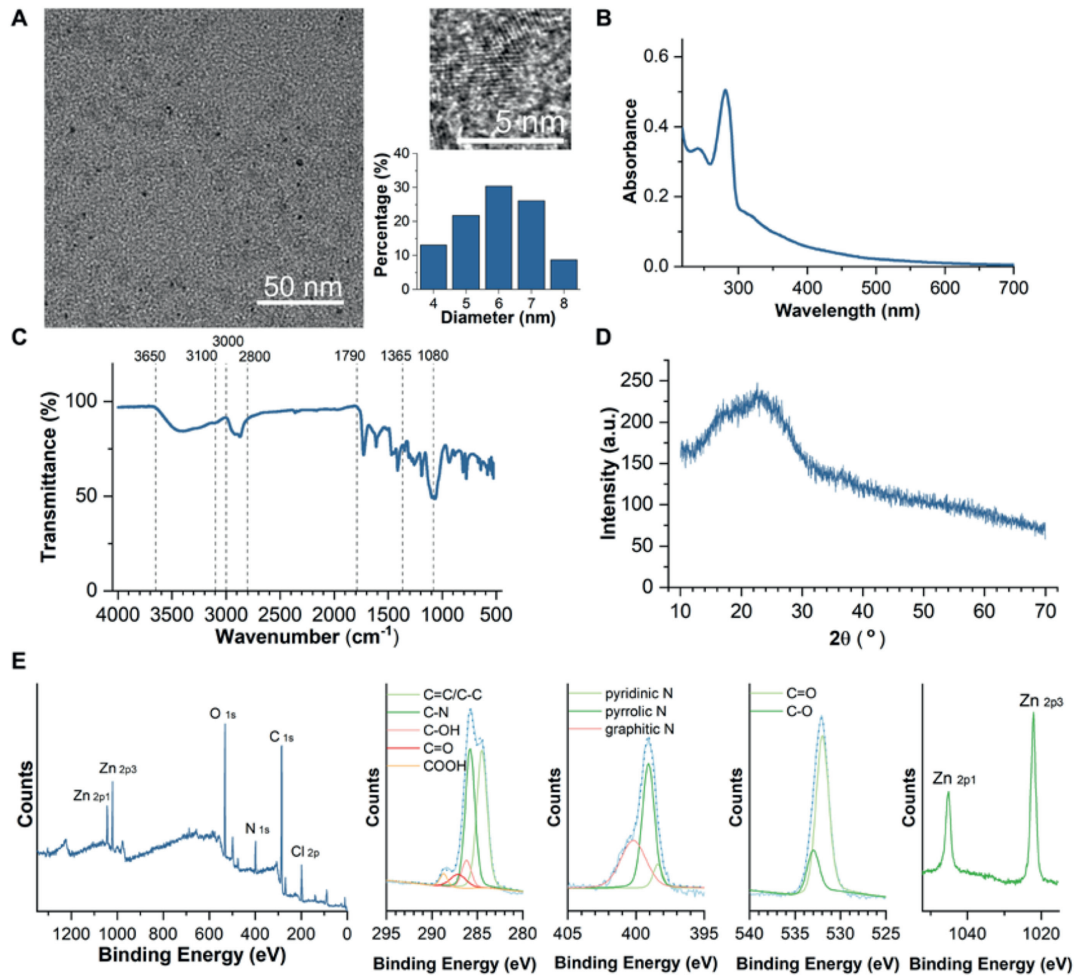 A
50 nm
5 nm
Percentage (%)
40
30
20
10
0
4 5 6 7 8
Diameter (nm)
B
Absorbance
0.6
0.4
0.2
0.0
300 400 500 600 700
Wavelength (nm)
C
3650 3100 3000 2800 1790 1365 1080
Transmittance (%)
100
50
0
4000 3500 3000 2500 2000 1500 1000 500
Wavenumber (cm⁻¹)
D
Intensity (a.u.)
250
225
200
175
150
125
100
75
50
25
0
10 20 30 40 50 60 70
2θ ( ° )
E
Counts
Zn 2p1
Zn 2p3
O 1s
N 1s
C 1s
Cl 2p
1200 1000 800 600 400 200 0
Binding Energy (eV)
Counts
C=C/C-C
C-N
C-OH
C=O
COOH
295 290 285 280
Binding Energy (eV)
Counts
pyridinic N
pyrrolic N
graphitic N
405 400 395
Binding Energy (eV)
Counts
C=O
C-O
540 535 530 525
Binding Energy (eV)
Counts
Zn 2p1
Zn 2p3
1040 1020
Binding Energy (eV)